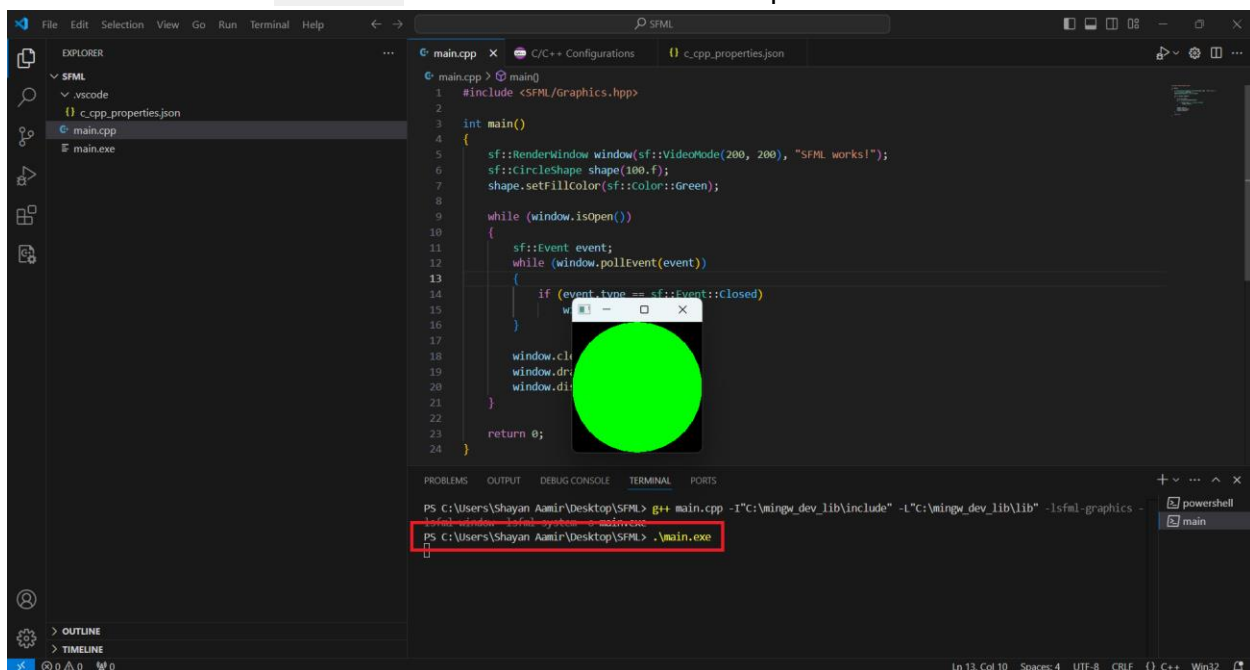 File Edit Selection View Go Run Terminal Help
SFML
EXPLORER
SFML
.vscode
{} c_cpp_properties.json
main.cpp
main.exe
main.cpp
C/C++ Configurations
{} c_cpp_properties.json
main.cpp > main()
1 #include <SFML/Graphics.hpp>
2
3 int main()
4 {
5 sf::RenderWindow window(sf::VideoMode(200, 200), "SFML works!");
6 sf::CircleShape shape(100.f);
7 shape.setFillColor(sf::Color::Green);
8
9 while (window.isOpen())
10 {
11 sf::Event event;
12 while (window.pollEvent(event))
13 {
14 if (event.type == sf::Event::Closed)
15 wi
16 }
17
18 window.cle
19 window.dra
20 window.dis
21 }
22
23 return 0;
24 }
PROBLEMS OUTPUT DEBUG CONSOLE TERMINAL PORTS
PS C:\Users\Shayan Aamir\Desktop\SFML> g++ main.cpp -I"C:\mingw_dev_lib\include" -L"C:\mingw_dev_lib\lib" -lsfml-graphics -
lsfml-window -lsfml-system -o main.exe
PS C:\Users\Shayan Aamir\Desktop\SFML> .\main.exe
powershell
main
OUTLINE
TIMELINE
0 0 0
Ln 13, Col 10 Spaces: 4 UTF-8 CRLF {} C++ Win32